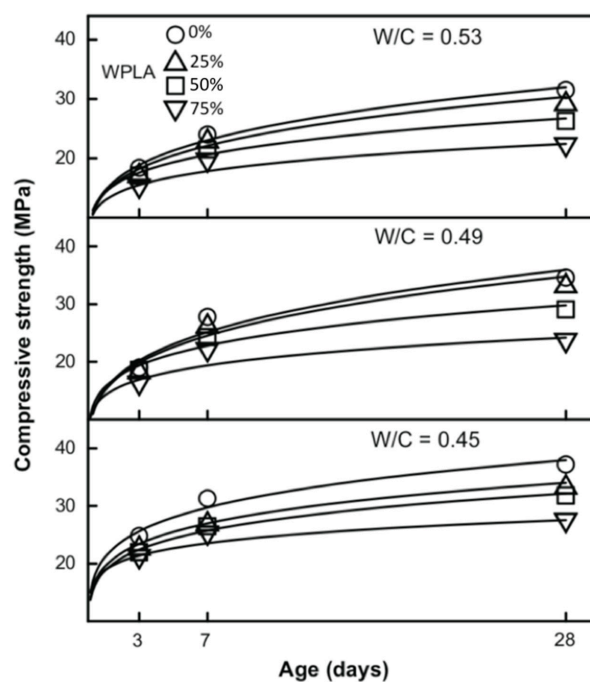 W/C = 0.53
WPLA
0%
25%
50%
75%
40
30
20
W/C = 0.49
40
30
20
W/C = 0.45
40
30
20
Compressive strength (MPa)
3 7 28
Age (days)